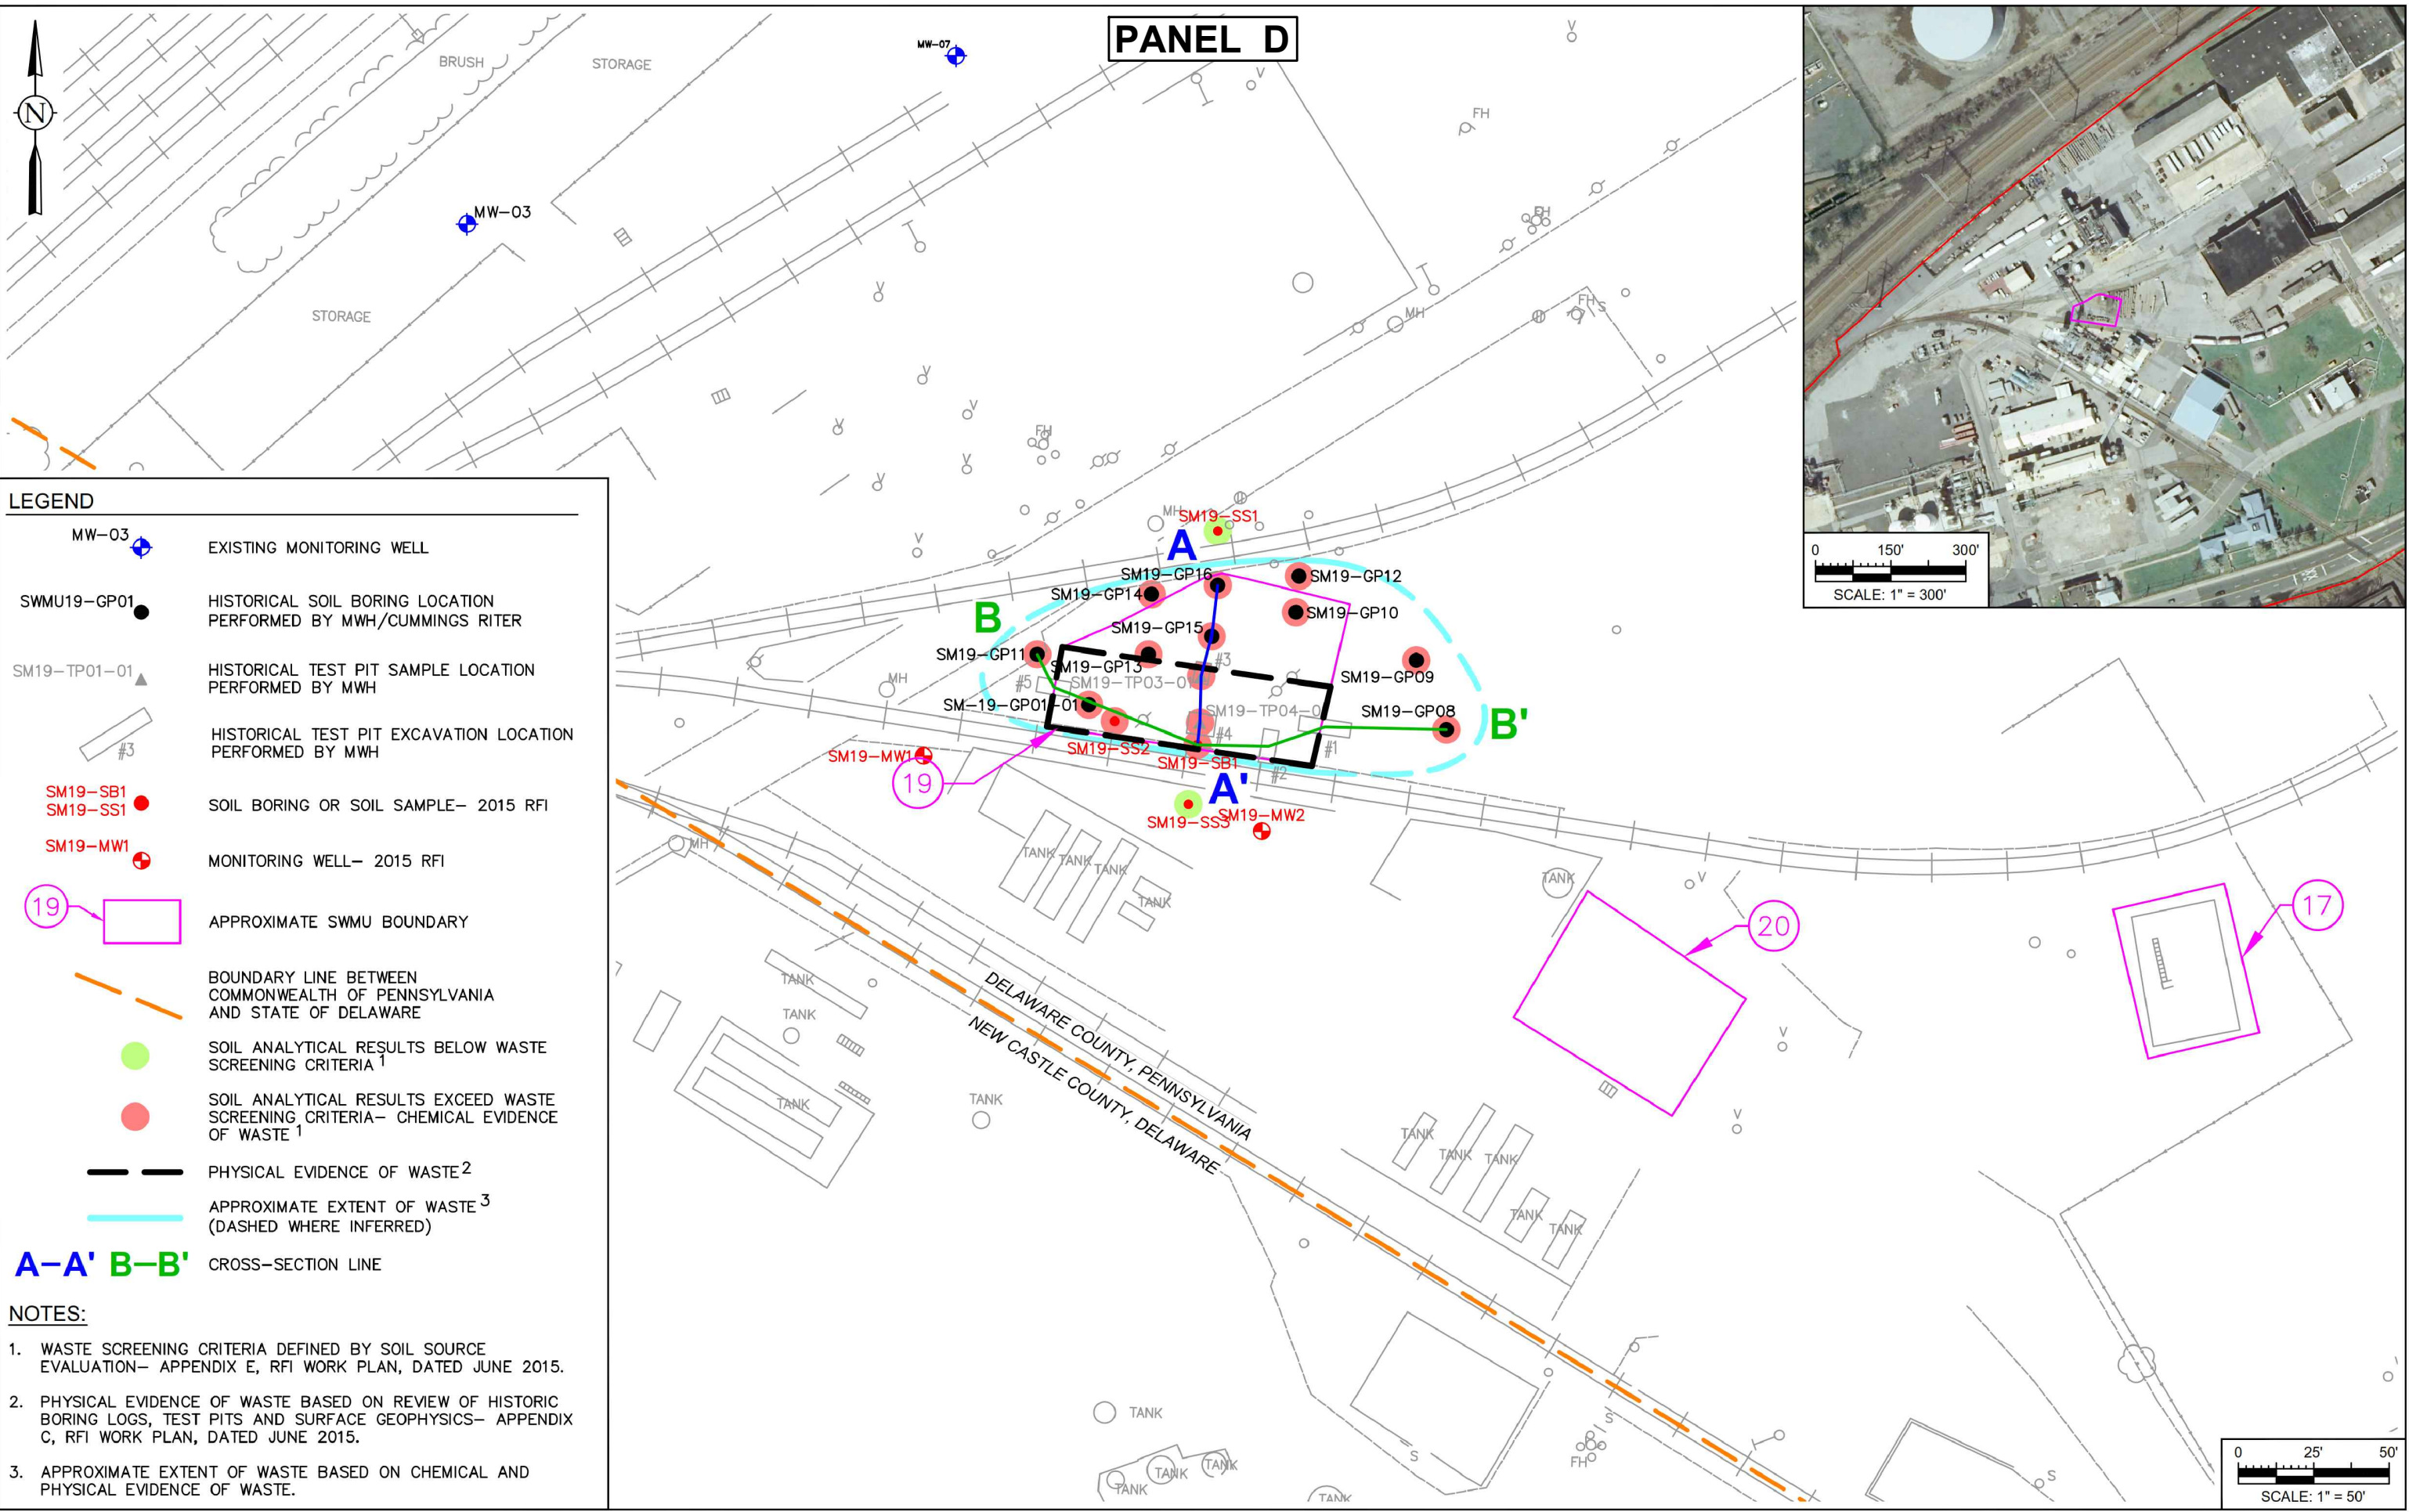 PANEL D
N
BRUSH
STORAGE
MW-07
V
V
FH
MW-03
FH
STORAGE
V
MH
FH
S
V
V
V
FH
V
V
V
MH
SM19-SS1
A
SM19-GP16
SM19-GP12
SM19-GP14
SM19-GP10
B
SM19-GP15
SM19-GP11
SM19-GP13
#3
SM19-GP09
MH
#5
SM19-TP03-01
SM-19-GP01-01
SM19-TP04-0
SM19-GP08
B'
#4
#1
SM19-SS2
SM19-MW1
SM19-SB1
#2
19
A'
SM19-SS3
SM19-MW2
MH
TANK
TANK
TANK
TANK
TANK
V
20
17
TANK
TANK
TANK
TANK
DELAWARE COUNTY, PENNSYLVANIA
NEW CASTLE COUNTY, DELAWARE
V
V
TANK
TANK
TANK
TANK
TANK
TANK
TANK
TANK
TANK
TANK
TANK
S
FH
S
S
0 150' 300'
SCALE: 1" = 300'
LEGEND
MW-03
EXISTING MONITORING WELL
SWMU19-GP01
HISTORICAL SOIL BORING LOCATION
PERFORMED BY MWH/CUMMINGS RITER
SM19-TP01-01
HISTORICAL TEST PIT SAMPLE LOCATION
PERFORMED BY MWH
#3
HISTORICAL TEST PIT EXCAVATION LOCATION
PERFORMED BY MWH
SM19-SB1
SM19-SS1
SOIL BORING OR SOIL SAMPLE- 2015 RFI
SM19-MW1
MONITORING WELL- 2015 RFI
19
APPROXIMATE SWMU BOUNDARY
BOUNDARY LINE BETWEEN
COMMONWEALTH OF PENNSYLVANIA
AND STATE OF DELAWARE
SOIL ANALYTICAL RESULTS BELOW WASTE
SCREENING CRITERIA 1
SOIL ANALYTICAL RESULTS EXCEED WASTE
SCREENING CRITERIA- CHEMICAL EVIDENCE
OF WASTE 1
PHYSICAL EVIDENCE OF WASTE 2
APPROXIMATE EXTENT OF WASTE 3
(DASHED WHERE INFERRED)
A-A' B-B' CROSS-SECTION LINE
NOTES:
1. WASTE SCREENING CRITERIA DEFINED BY SOIL SOURCE
EVALUATION- APPENDIX E, RFI WORK PLAN, DATED JUNE 2015.
2. PHYSICAL EVIDENCE OF WASTE BASED ON REVIEW OF HISTORIC
BORING LOGS, TEST PITS AND SURFACE GEOPHYSICS- APPENDIX
C, RFI WORK PLAN, DATED JUNE 2015.
3. APPROXIMATE EXTENT OF WASTE BASED ON CHEMICAL AND
PHYSICAL EVIDENCE OF WASTE.
0 25' 50'
SCALE: 1" = 50'